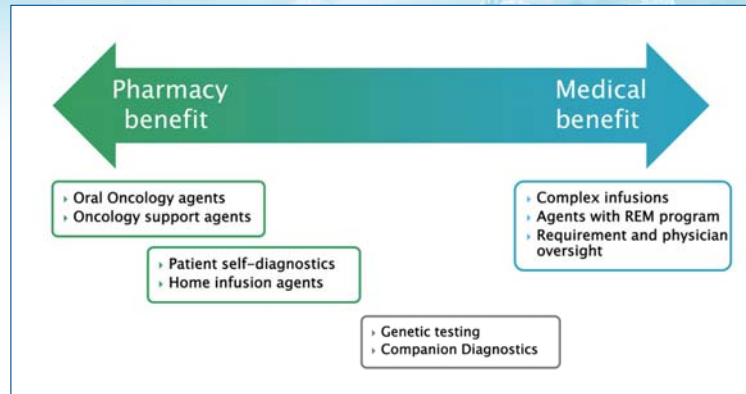 Pharmacy
benefit
Medical
benefit
▸ Oral Oncology agents
▸ Oncology support agents
▸ Complex infusions
▸ Agents with REM program
▸ Requirement and physician
oversight
▸ Patient self-diagnostics
▸ Home infusion agents
▸ Genetic testing
▸ Companion Diagnostics